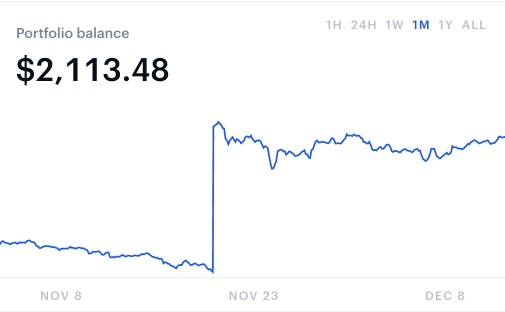 Portfolio balance
1H 24H 1W 1M 1Y ALL
$2,113.48
NOV 8 NOV 23 DEC 8